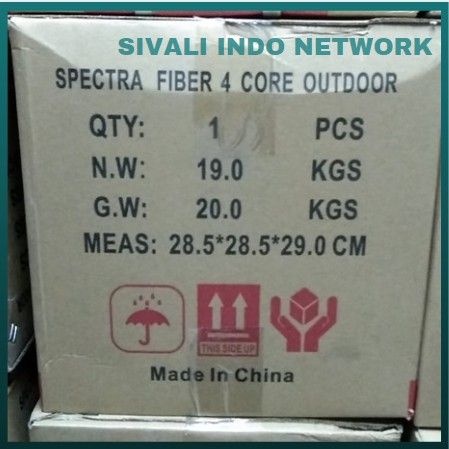 SIVALI INDO NETWORK
SPECTRA FIBER 4 CORE OUTDOOR
QTY: 1 PCS
N.W: 19.0 KGS
G.W: 20.0 KGS
MEAS: 28.5*28.5*29.0 CM
THIS SIDE UP
Made In China